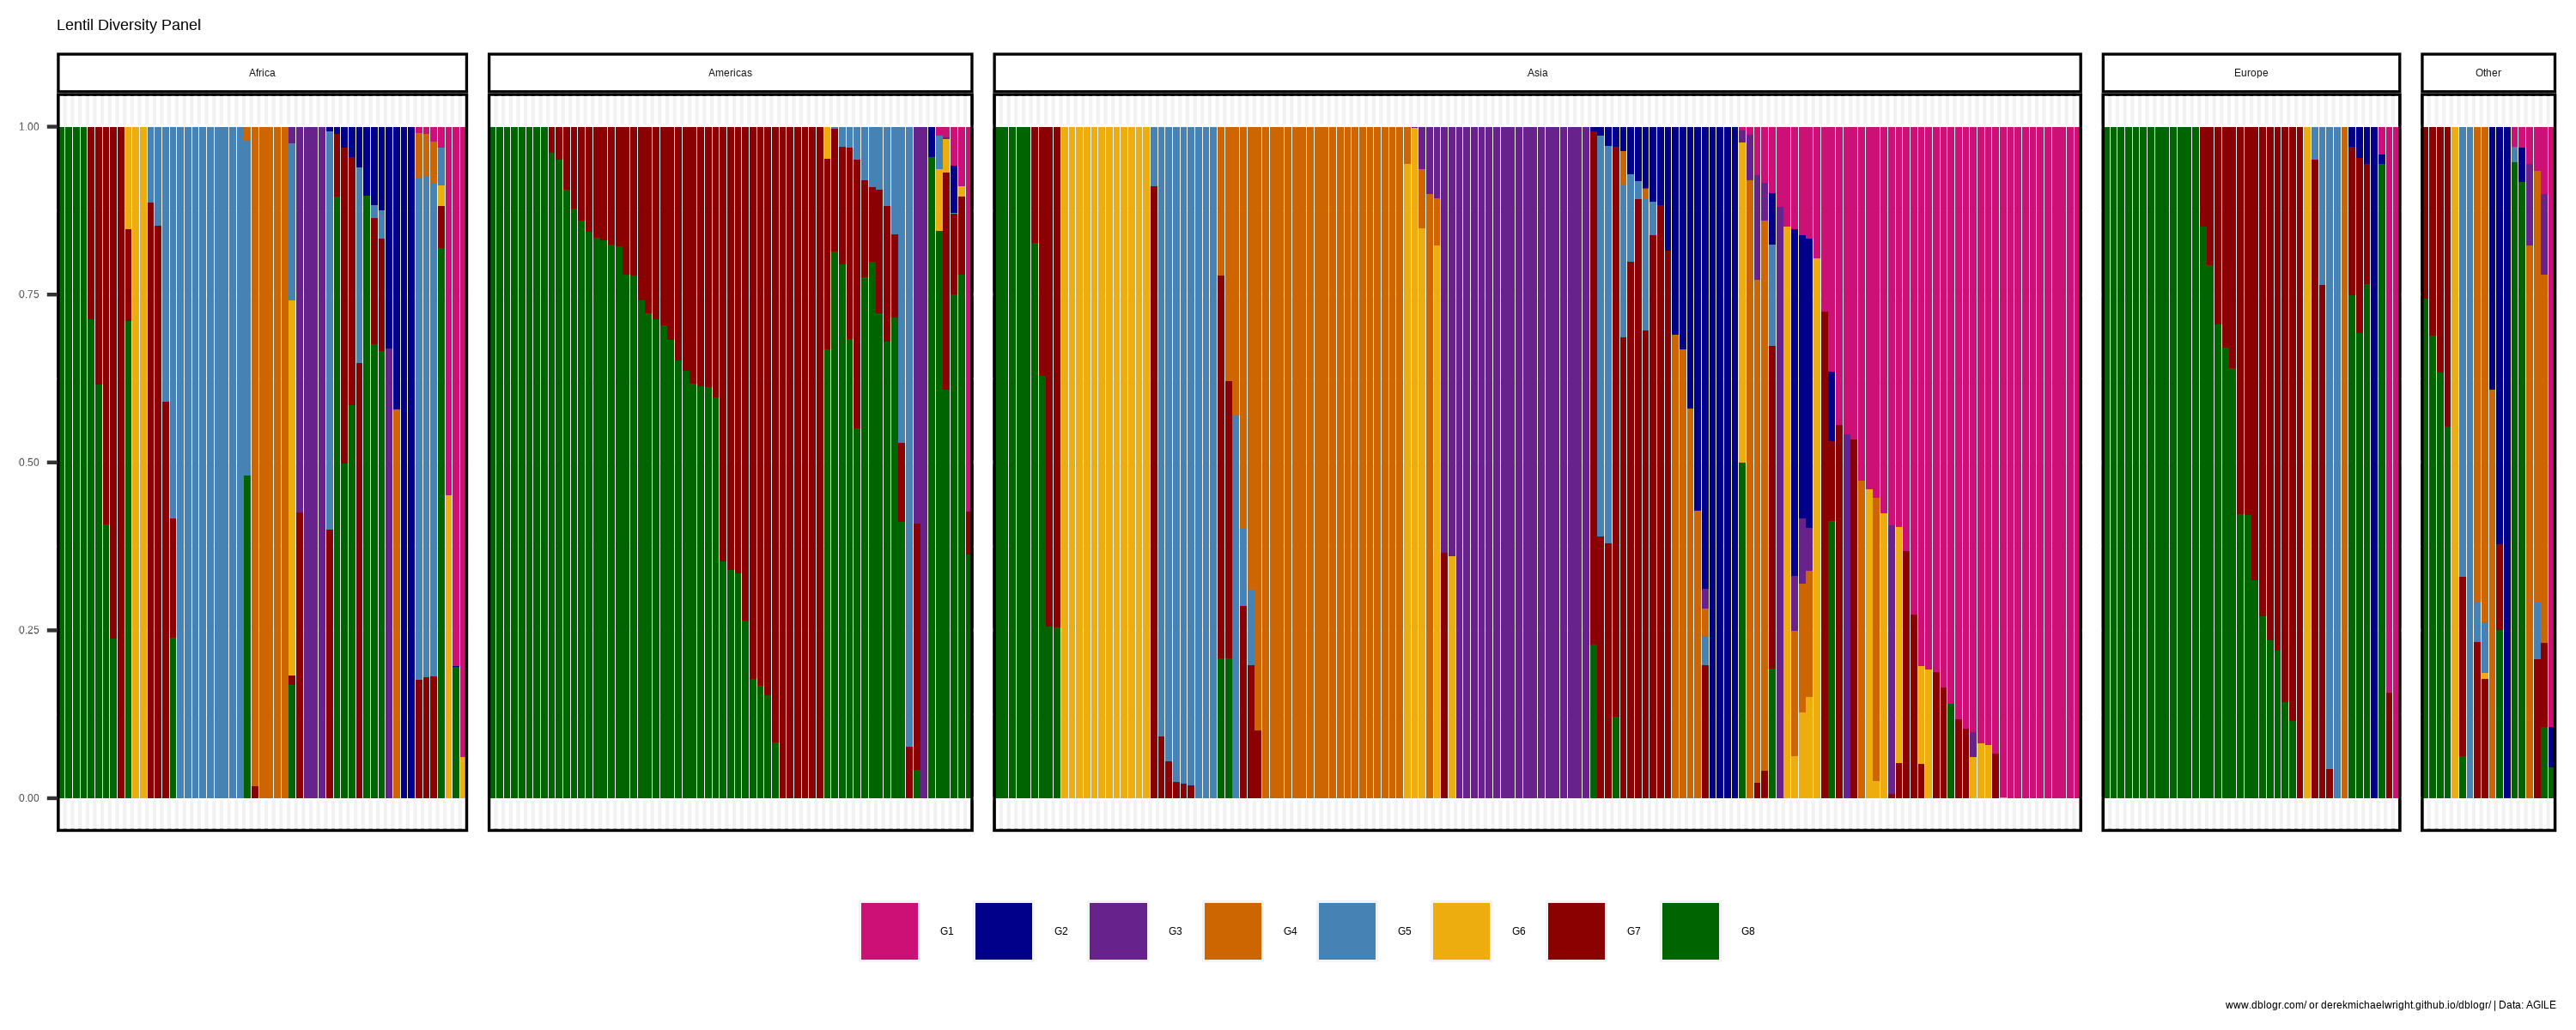 Lentil Diversity Panel
Africa
Americas
Asia
Europe
Other
1.00
0.75
0.50
0.25
0.00
G1
G2
G3
G4
G5
G6
G7
G8
www.dblogr.com/ or derekmichaelwright.github.io/dblogr/ | Data: AGILE